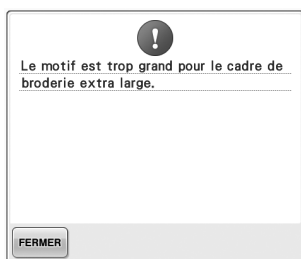 Le motif est trop grand pour le cadre de
broderie extra large.
FERMER